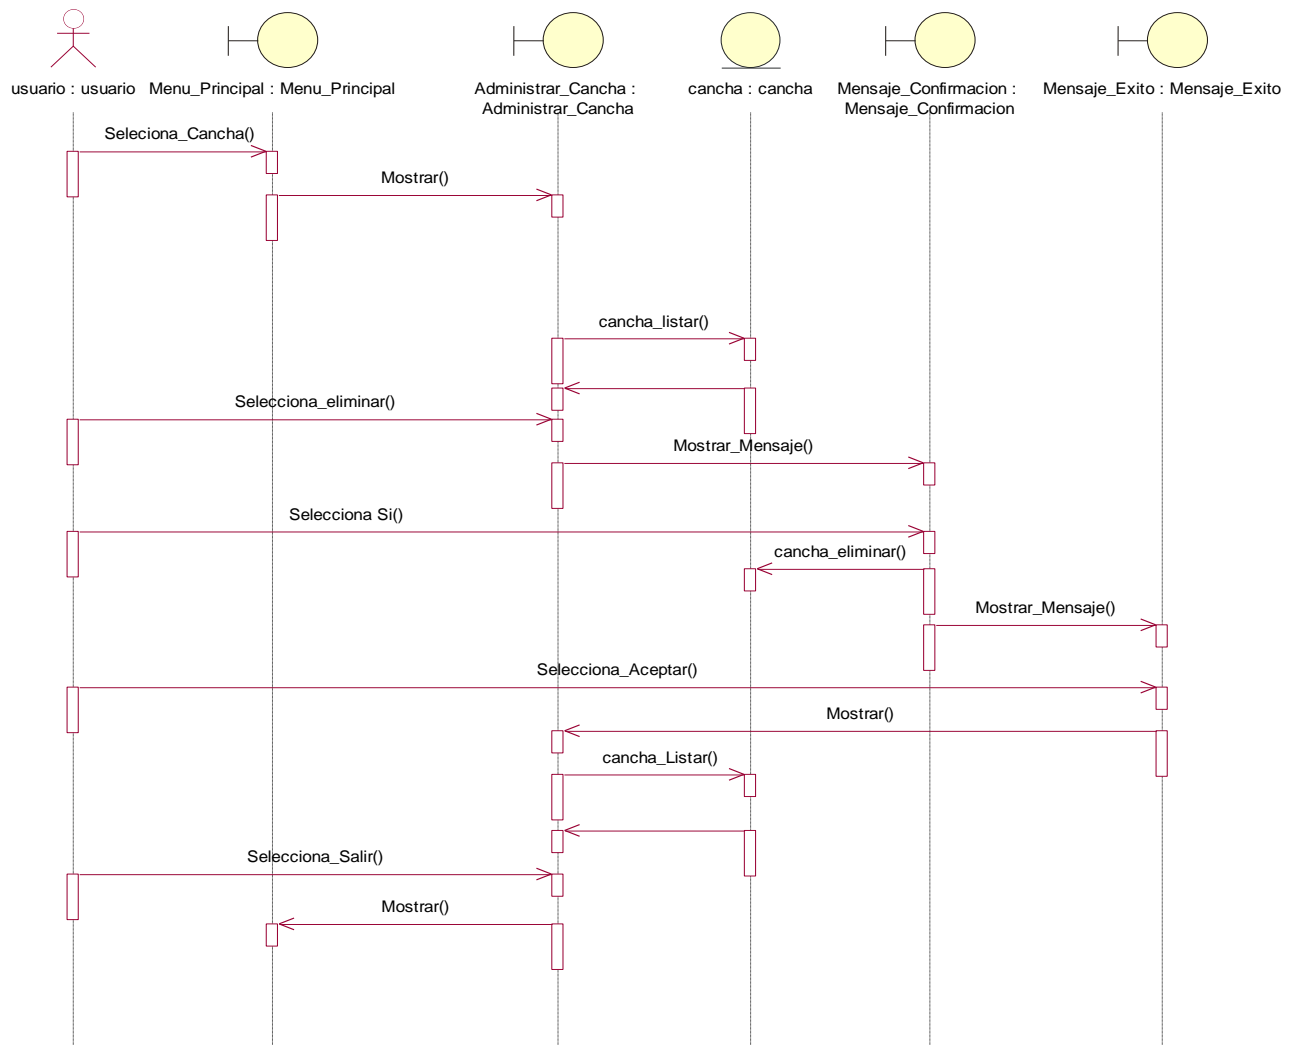 usuario : usuario
Menu_Principal : Menu_Principal
Administrar_Cancha :
Administrar_Cancha
cancha : cancha
Mensaje_Confirmacion :
Mensaje_Confirmacion
Mensaje_Exito : Mensaje_Exito
Seleciona_Cancha()
Mostrar()
cancha_listar()
Selecciona_eliminar()
Mostrar_Mensaje()
Selecciona Si()
cancha_eliminar()
Mostrar_Mensaje()
Selecciona_Aceptar()
Mostrar()
cancha_Listar()
Selecciona_Salir()
Mostrar()